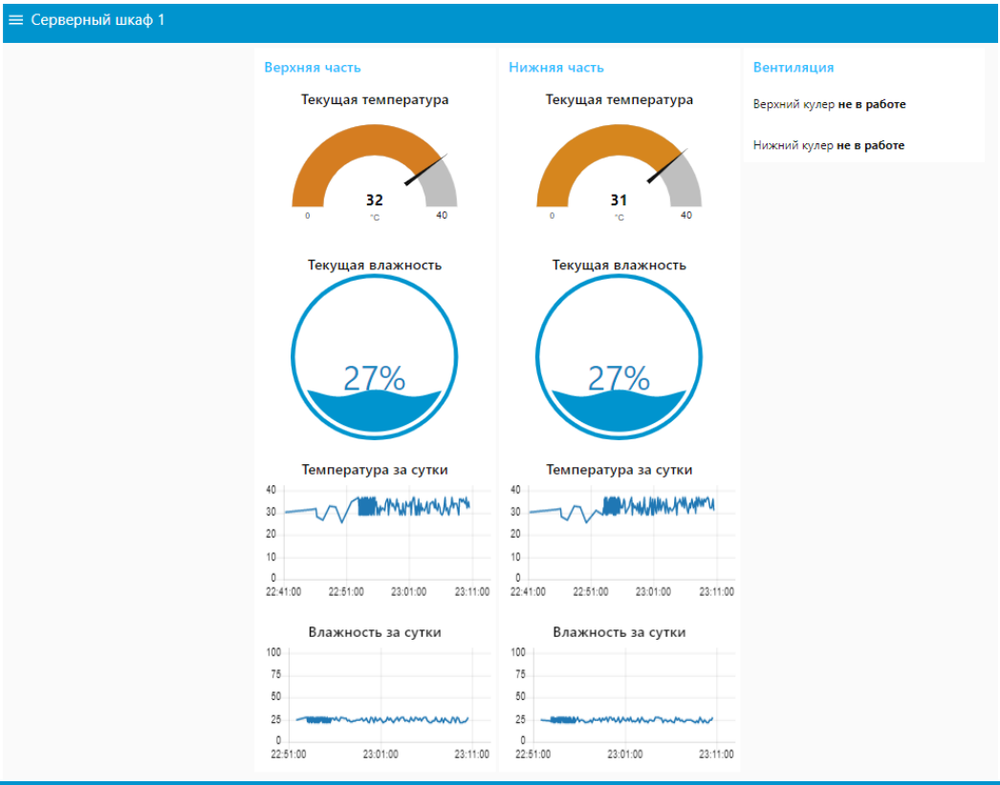 Серверный шкаф 1
Верхняя часть
Текущая температура
32
0
°C
40
Текущая влажность
27%
Температура за сутки
40
30
20
10
0
22:41:00 22:51:00 23:01:00 23:11:00
Влажность за сутки
100
75
50
25
0
22:51:00 23:01:00 23:11:00
Нижняя часть
Текущая температура
31
0
°C
40
Текущая влажность
27%
Температура за сутки
40
30
20
10
0
22:41:00 22:51:00 23:01:00 23:11:00
Влажность за сутки
100
75
50
25
0
22:51:00 23:01:00 23:11:00
Вентиляция
Верхний кулер не в работе
Нижний кулер не в работе